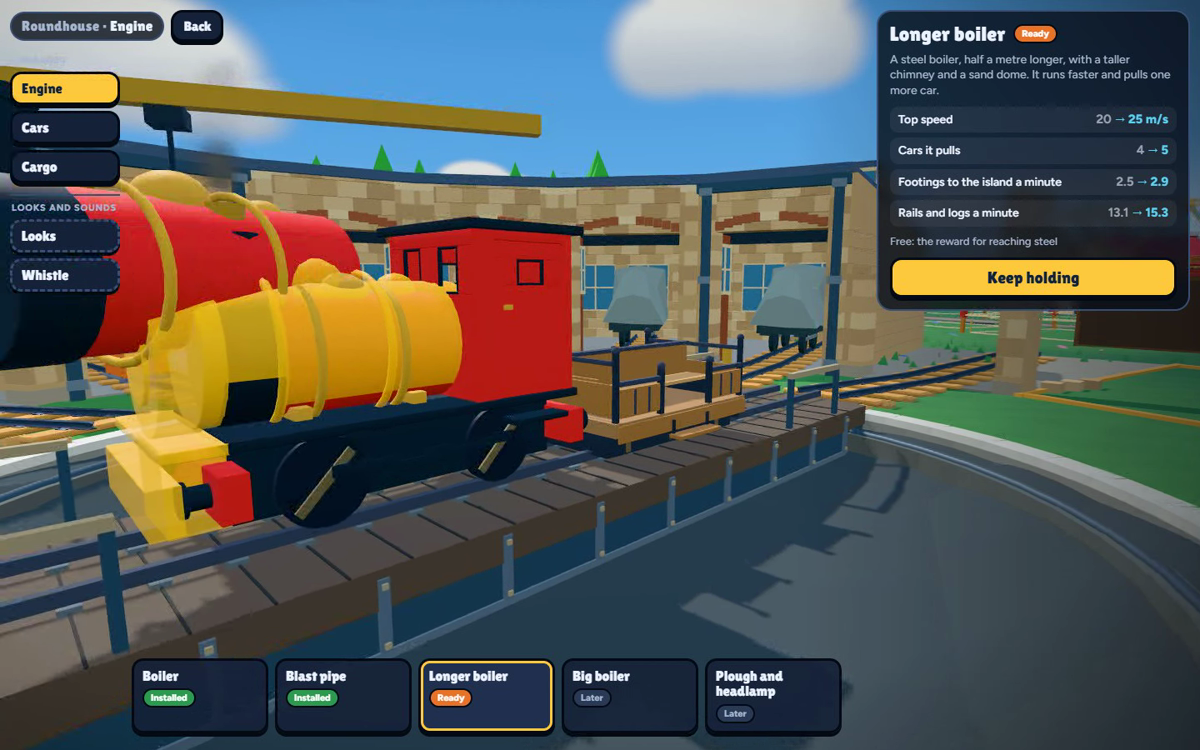 Roundhouse · Engine
Back
Engine
Cars
Cargo
LOOKS AND SOUNDS
Looks
Whistle
Longer boiler
Ready
A steel boiler, half a metre longer, with a taller
chimney and a sand dome. It runs faster and pulls one
more car.
Top speed 20 → 25 m/s
Cars it pulls 4 → 5
Footings to the island a minute 2.5 → 2.9
Rails and logs a minute 13.1 → 15.3
Free: the reward for reaching steel
Keep holding
Boiler
Installed
Blast pipe
Installed
Longer boiler
Ready
Big boiler
Later
Plough and
headlamp
Later